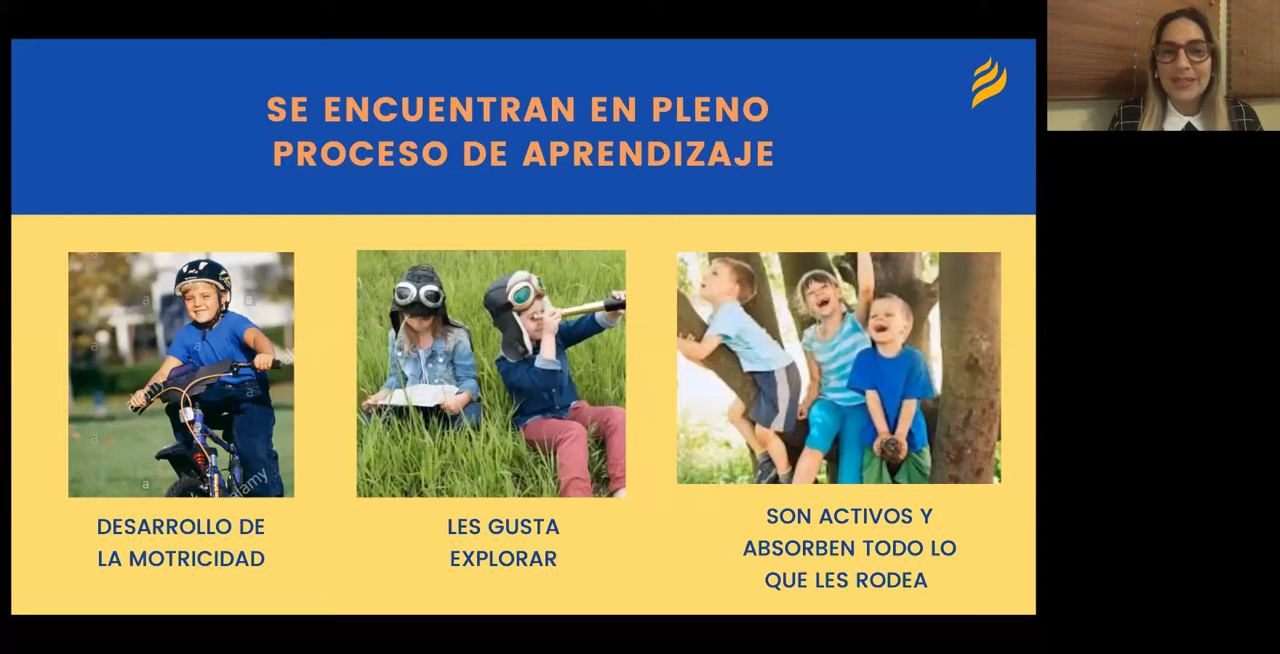 SE ENCUENTRAN EN PLENO
PROCESO DE APRENDIZAJE
DESARROLLO DE
LA MOTRICIDAD
LES GUSTA
EXPLORAR
SON ACTIVOS Y
ABSORBEN TODO LO
QUE LES RODEA
alamy
a
a
a
a
a
a